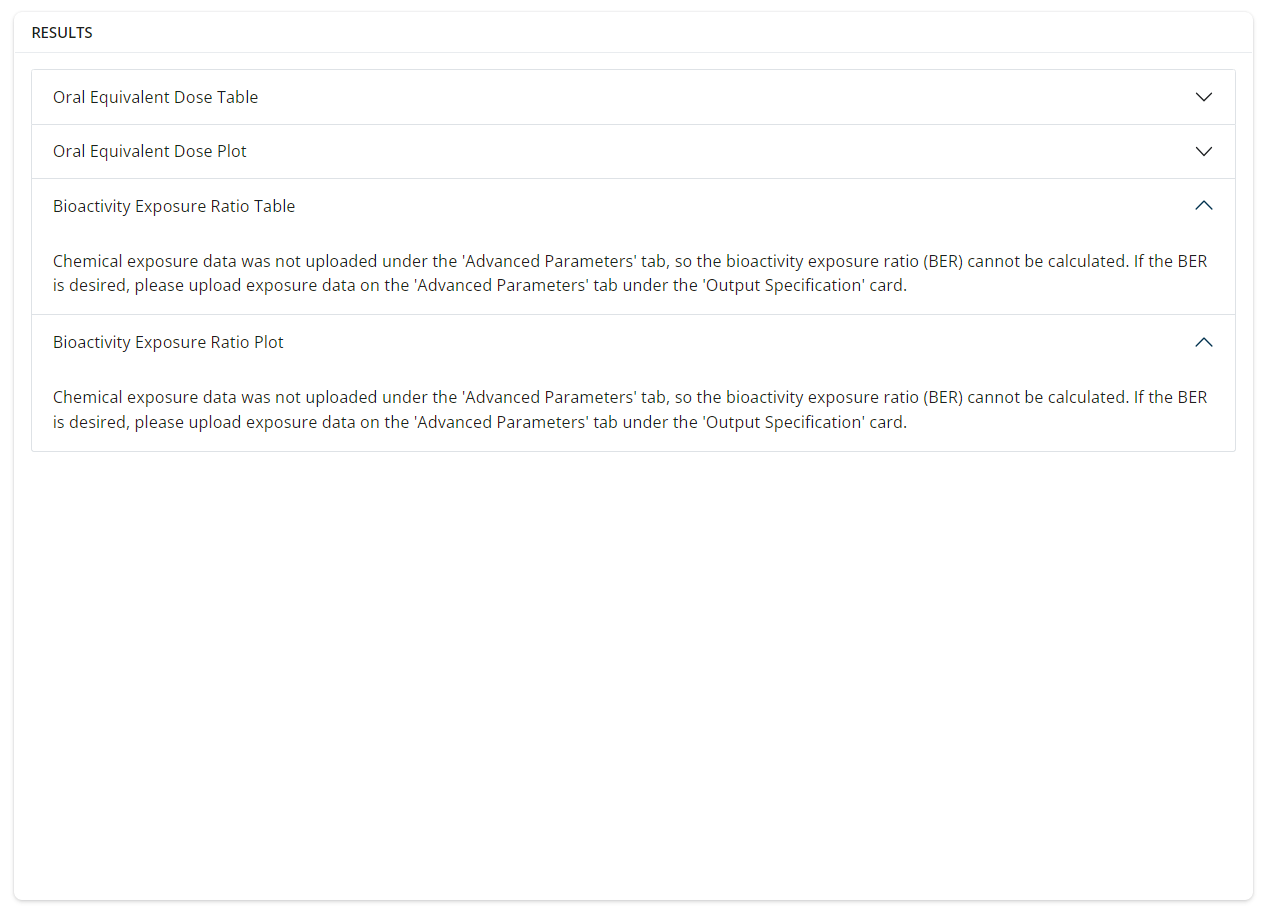 RESULTS
Oral Equivalent Dose Table
Oral Equivalent Dose Plot
Bioactivity Exposure Ratio Table
Chemical exposure data was not uploaded under the 'Advanced Parameters' tab, so the bioactivity exposure ratio (BER) cannot be calculated. If the BER
is desired, please upload exposure data on the 'Advanced Parameters' tab under the 'Output Specification' card.
Bioactivity Exposure Ratio Plot
Chemical exposure data was not uploaded under the 'Advanced Parameters' tab, so the bioactivity exposure ratio (BER) cannot be calculated. If the BER
is desired, please upload exposure data on the 'Advanced Parameters' tab under the 'Output Specification' card.